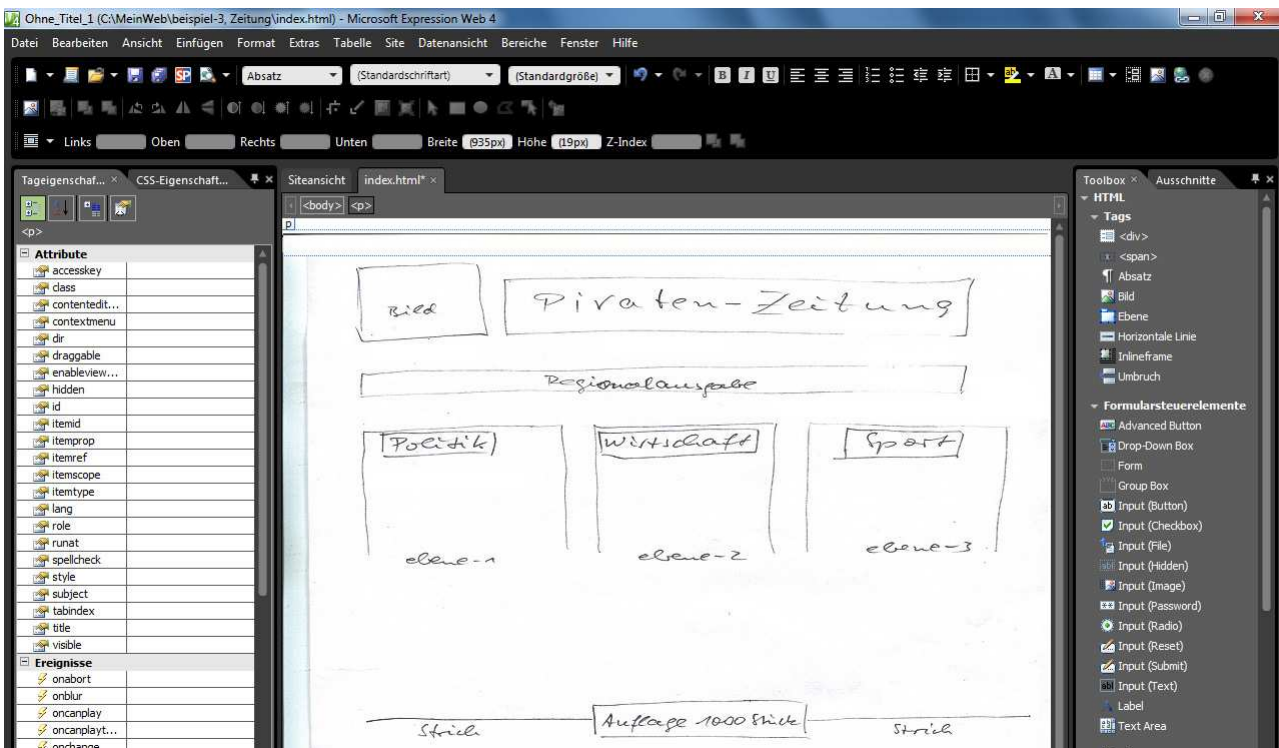 Ohne_Titel_1 (C:\MeinWeb\beispiel-3, Zeitung\index.html) - Microsoft Expression Web 4
Datei Bearbeiten Ansicht Einfügen Format Extras Tabelle Site Datenansicht Bereiche Fenster Hilfe
Absatz (Standardschriftart) (Standardgröße)
Links Oben Rechts Unten Breite (935px) Höhe (19px) Z-Index
Tageigenschaf... CSS-Eigenschaft...
<p>
Attribute
accesskey
class
contentedit...
contextmenu
dir
draggable
enableview...
hidden
id
itemid
itemprop
itemref
itemscope
itemtype
lang
role
runat
spellcheck
style
subject
tabindex
title
visible
Ereignisse
onabort
onblur
oncanplay
oncanplayt...
onchange
Siteansicht index.html*
<body> <p>
p
Bild
Piraten-Zeitung
Regionalausgabe
Politik Wirtschaft Sport
ebene-1 ebene-2 ebene-3
Strich Auflage 1000 Stück Strich
Toolbox Ausschnitte
HTML
Tags
<div>
<span>
Absatz
Bild
Ebene
Horizontale Linie
Inlineframe
Umbruch
Formularsteuerelemente
Advanced Button
Drop-Down Box
Form
Group Box
Input (Button)
Input (Checkbox)
Input (File)
Input (Hidden)
Input (Image)
Input (Password)
Input (Radio)
Input (Reset)
Input (Submit)
Input (Text)
Label
Text Area